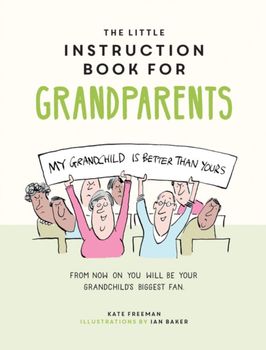 THE LITTLE
INSTRUCTION
BOOK FOR
GRANDPARENTS
MY GRANDCHILD IS BETTER THAN YOURS
FROM NOW ON YOU WILL BE YOUR
GRANDCHILD'S BIGGEST FAN.
KATE FREEMAN
ILLUSTRATIONS BY IAN BAKER